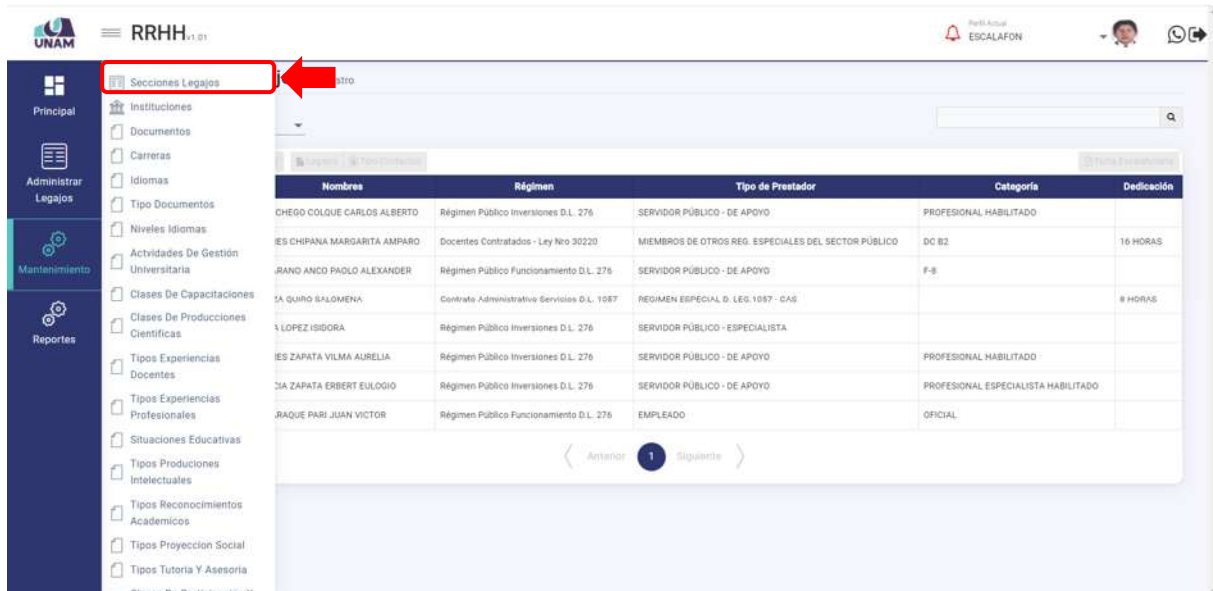 UNAM
RRHH v1.01
Perfil Actual
ESCALAFON
Principal
Administrar
Legajos
Mantenimiento
Reportes
Secciones Legajos
Instituciones
Documentos
Carreras
Idiomas
Tipo Documentos
Niveles Idiomas
Actvidades De Gestión
Universitaria
Clases De Capacitaciones
Clases De Producciones
Cientificas
Tipos Experiencias
Docentes
Tipos Experiencias
Profesionales
Situaciones Educativas
Tipos Produciones
Intelectuales
Tipos Reconocimientos
Academicos
Tipos Proyeccion Social
Tipos Tutoria Y Asesoria
stro
Legajos Tipo Contactos
Ficha Escalafonaria
Nombres Régimen Tipo de Prestador Categoría Dedicación
CHEGO COLQUE CARLOS ALBERTO Régimen Público Inversiones D.L. 276 SERVIDOR PÚBLICO - DE APOYO PROFESIONAL HABILITADO
ES CHIPANA MARGARITA AMPARO Docentes Contratados - Ley Nro 30220 MIEMBROS DE OTROS REG. ESPECIALES DEL SECTOR PÚBLICO DC B2 16 HORAS
RANO ANCO PAOLO ALEXANDER Régimen Público Funcionamiento D.L. 276 SERVIDOR PÚBLICO - DE APOYO F-8
ZA QUIRO SALOMENA Contrato Administrativo Servicios D.L. 1057 REGIMEN ESPECIAL D. LEG.1057 - CAS 8 HORAS
A LOPEZ ISIDORA Régimen Público Inversiones D.L. 276 SERVIDOR PÚBLICO - ESPECIALISTA
ES ZAPATA VILMA AURELIA Régimen Público Inversiones D.L. 276 SERVIDOR PÚBLICO - DE APOYO PROFESIONAL HABILITADO
CIA ZAPATA ERBERT EULOGIO Régimen Público Inversiones D.L. 276 SERVIDOR PÚBLICO - DE APOYO PROFESIONAL ESPECIALISTA HABILITADO
RAQUE PARI JUAN VICTOR Régimen Público Funcionamiento D.L. 276 EMPLEADO OFICIAL
Anterior 1 Siguiente